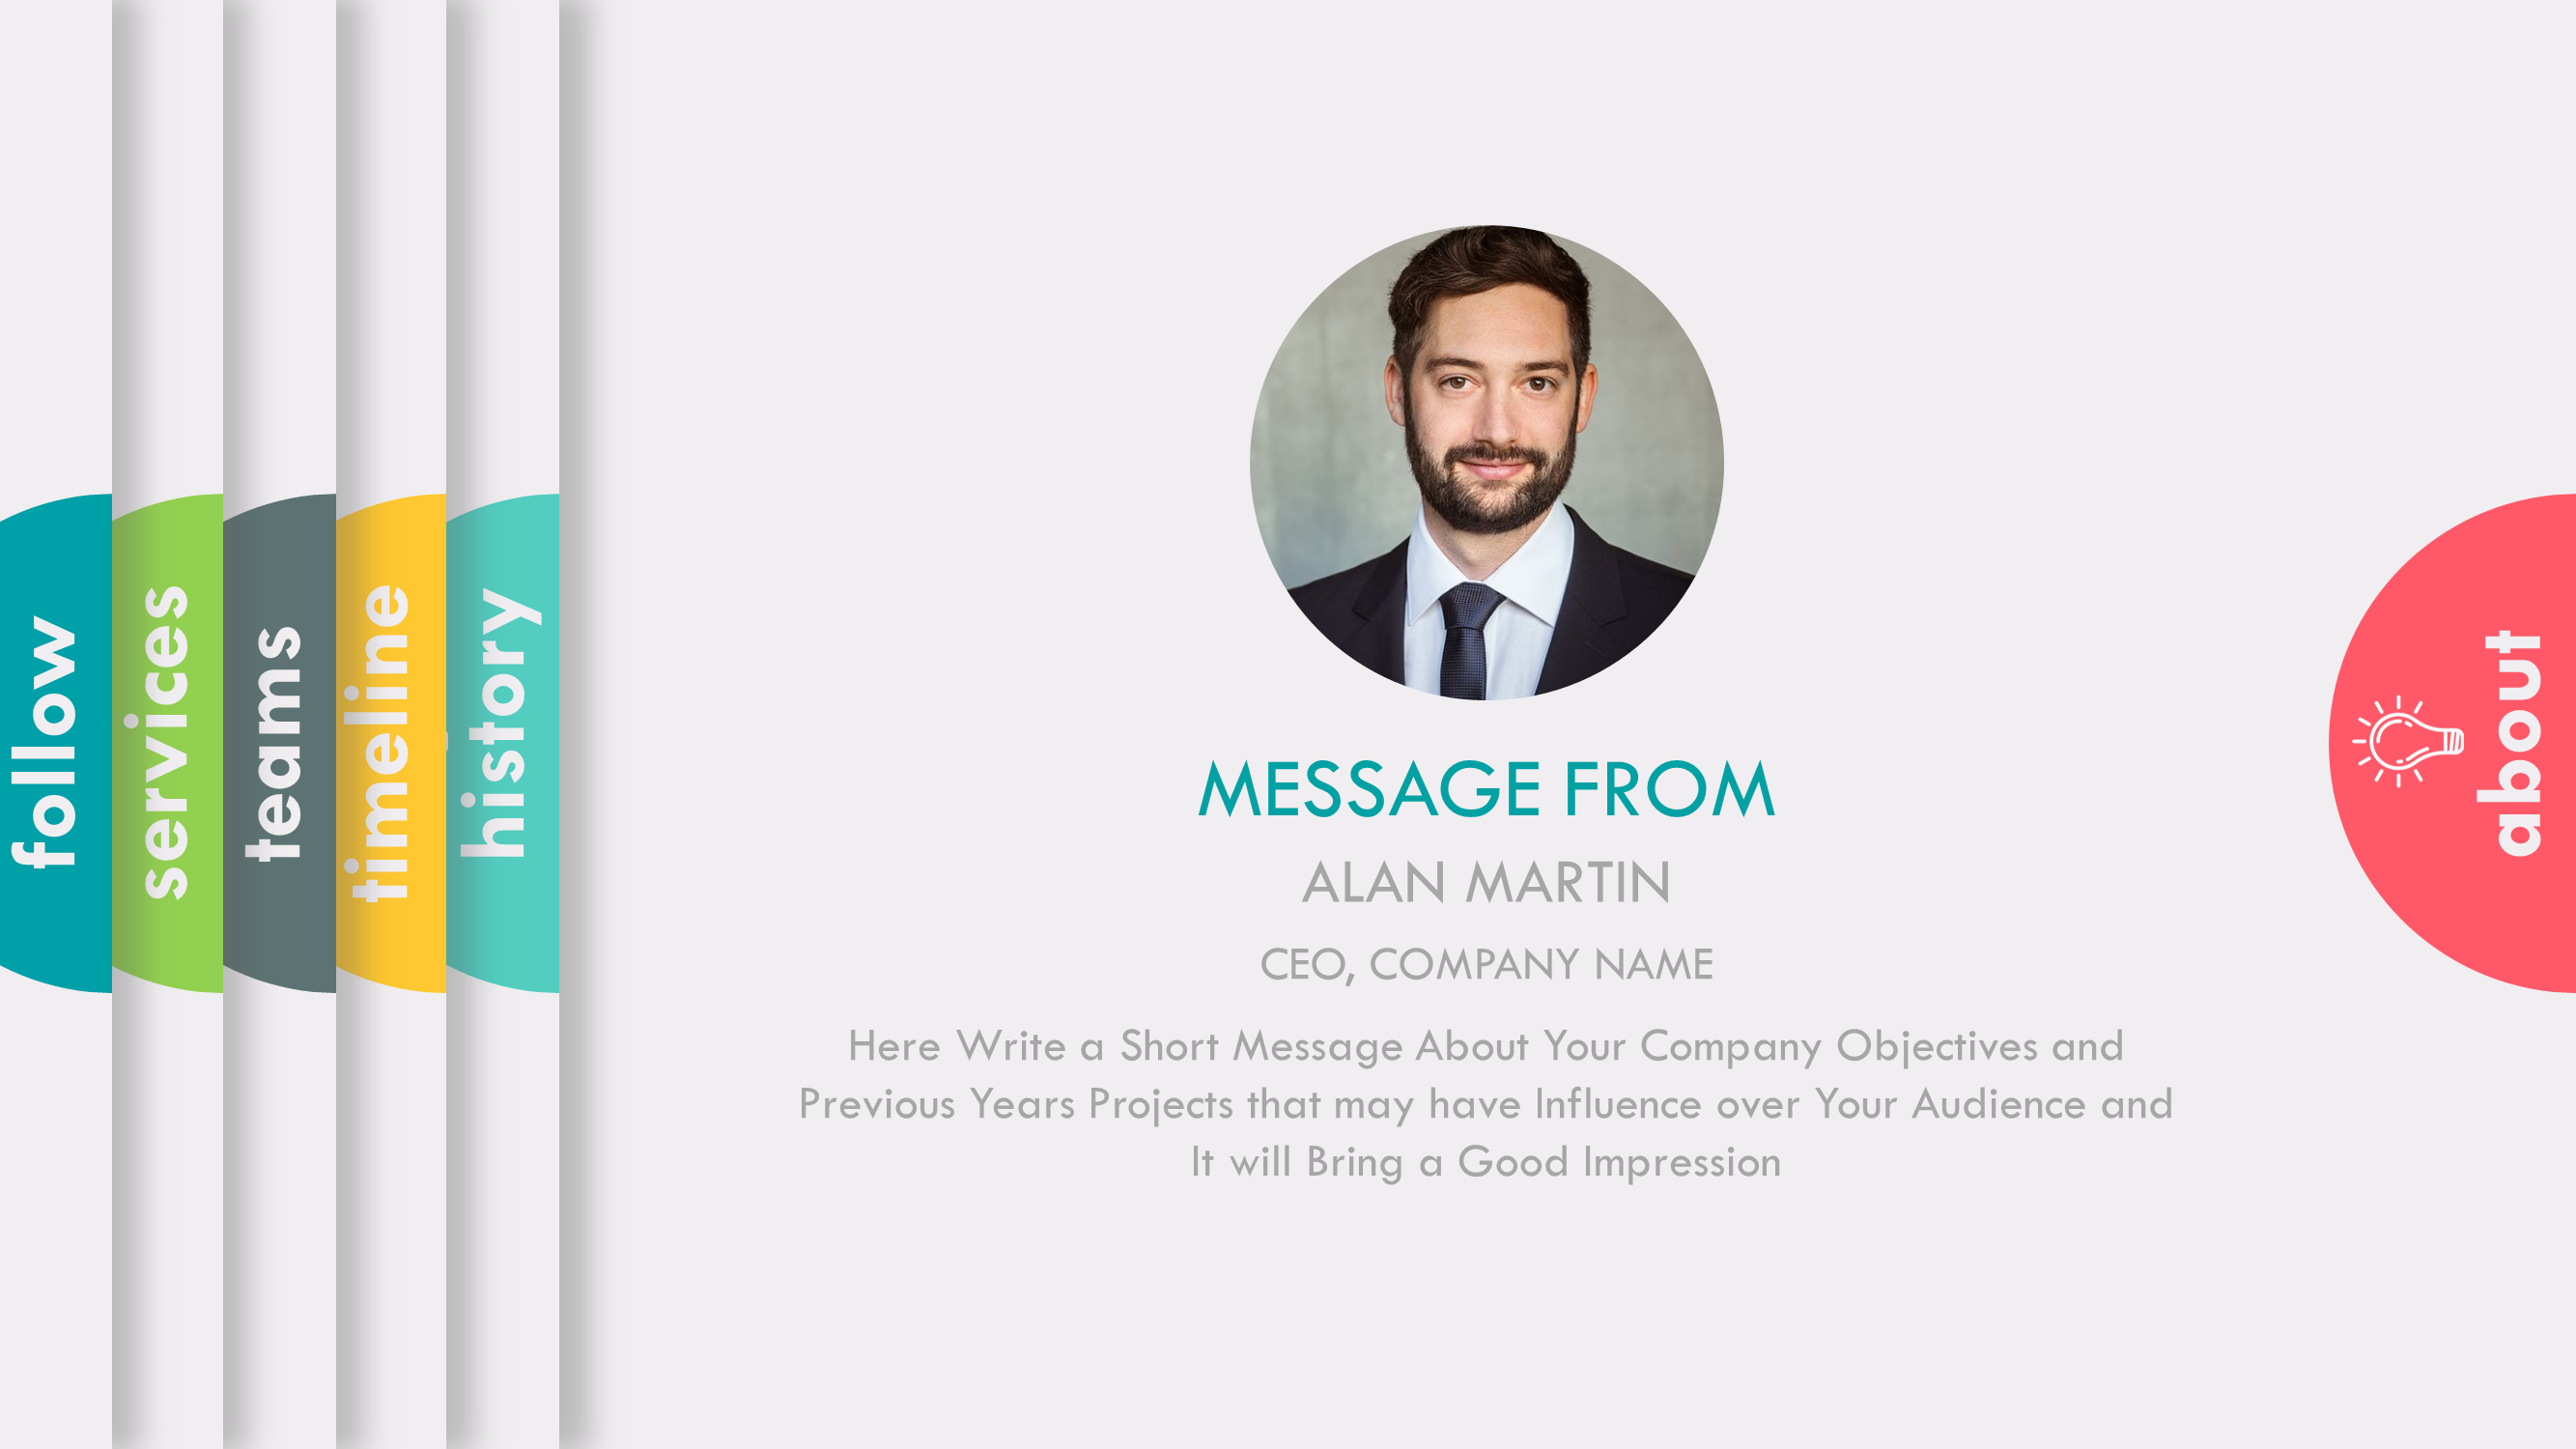 follow
services
teams
timeline
history
MESSAGE FROM
ALAN MARTIN
CEO, COMPANY NAME
Here Write a Short Message About Your Company Objectives and
Previous Years Projects that may have Influence over Your Audience and
It will Bring a Good Impression
about